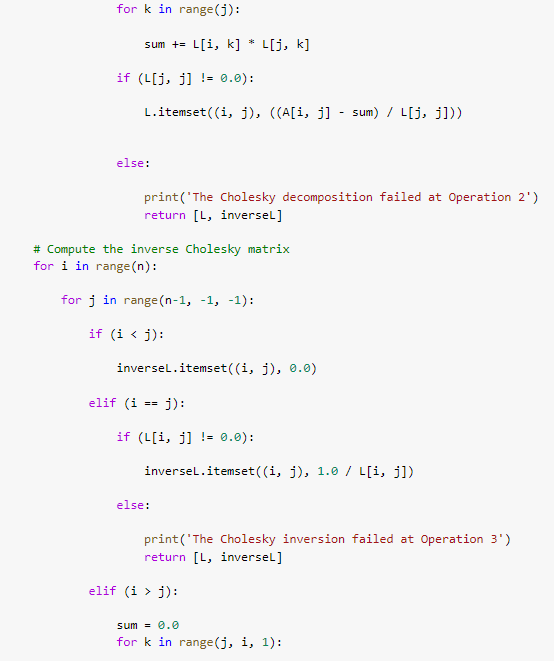 for k in range(j):
sum += L[i, k] * L[j, k]
if (L[j, j] != 0.0):
L.itemset((i, j), ((A[i, j] - sum) / L[j, j]))
else:
print('The Cholesky decomposition failed at Operation 2')
return [L, inverseL]
# Compute the inverse Cholesky matrix
for i in range(n):
for j in range(n-1, -1, -1):
if (i < j):
inverseL.itemset((i, j), 0.0)
elif (i == j):
if (L[i, j] != 0.0):
inverseL.itemset((i, j), 1.0 / L[i, j])
else:
print('The Cholesky inversion failed at Operation 3')
return [L, inverseL]
elif (i > j):
sum = 0.0
for k in range(j, i, 1):